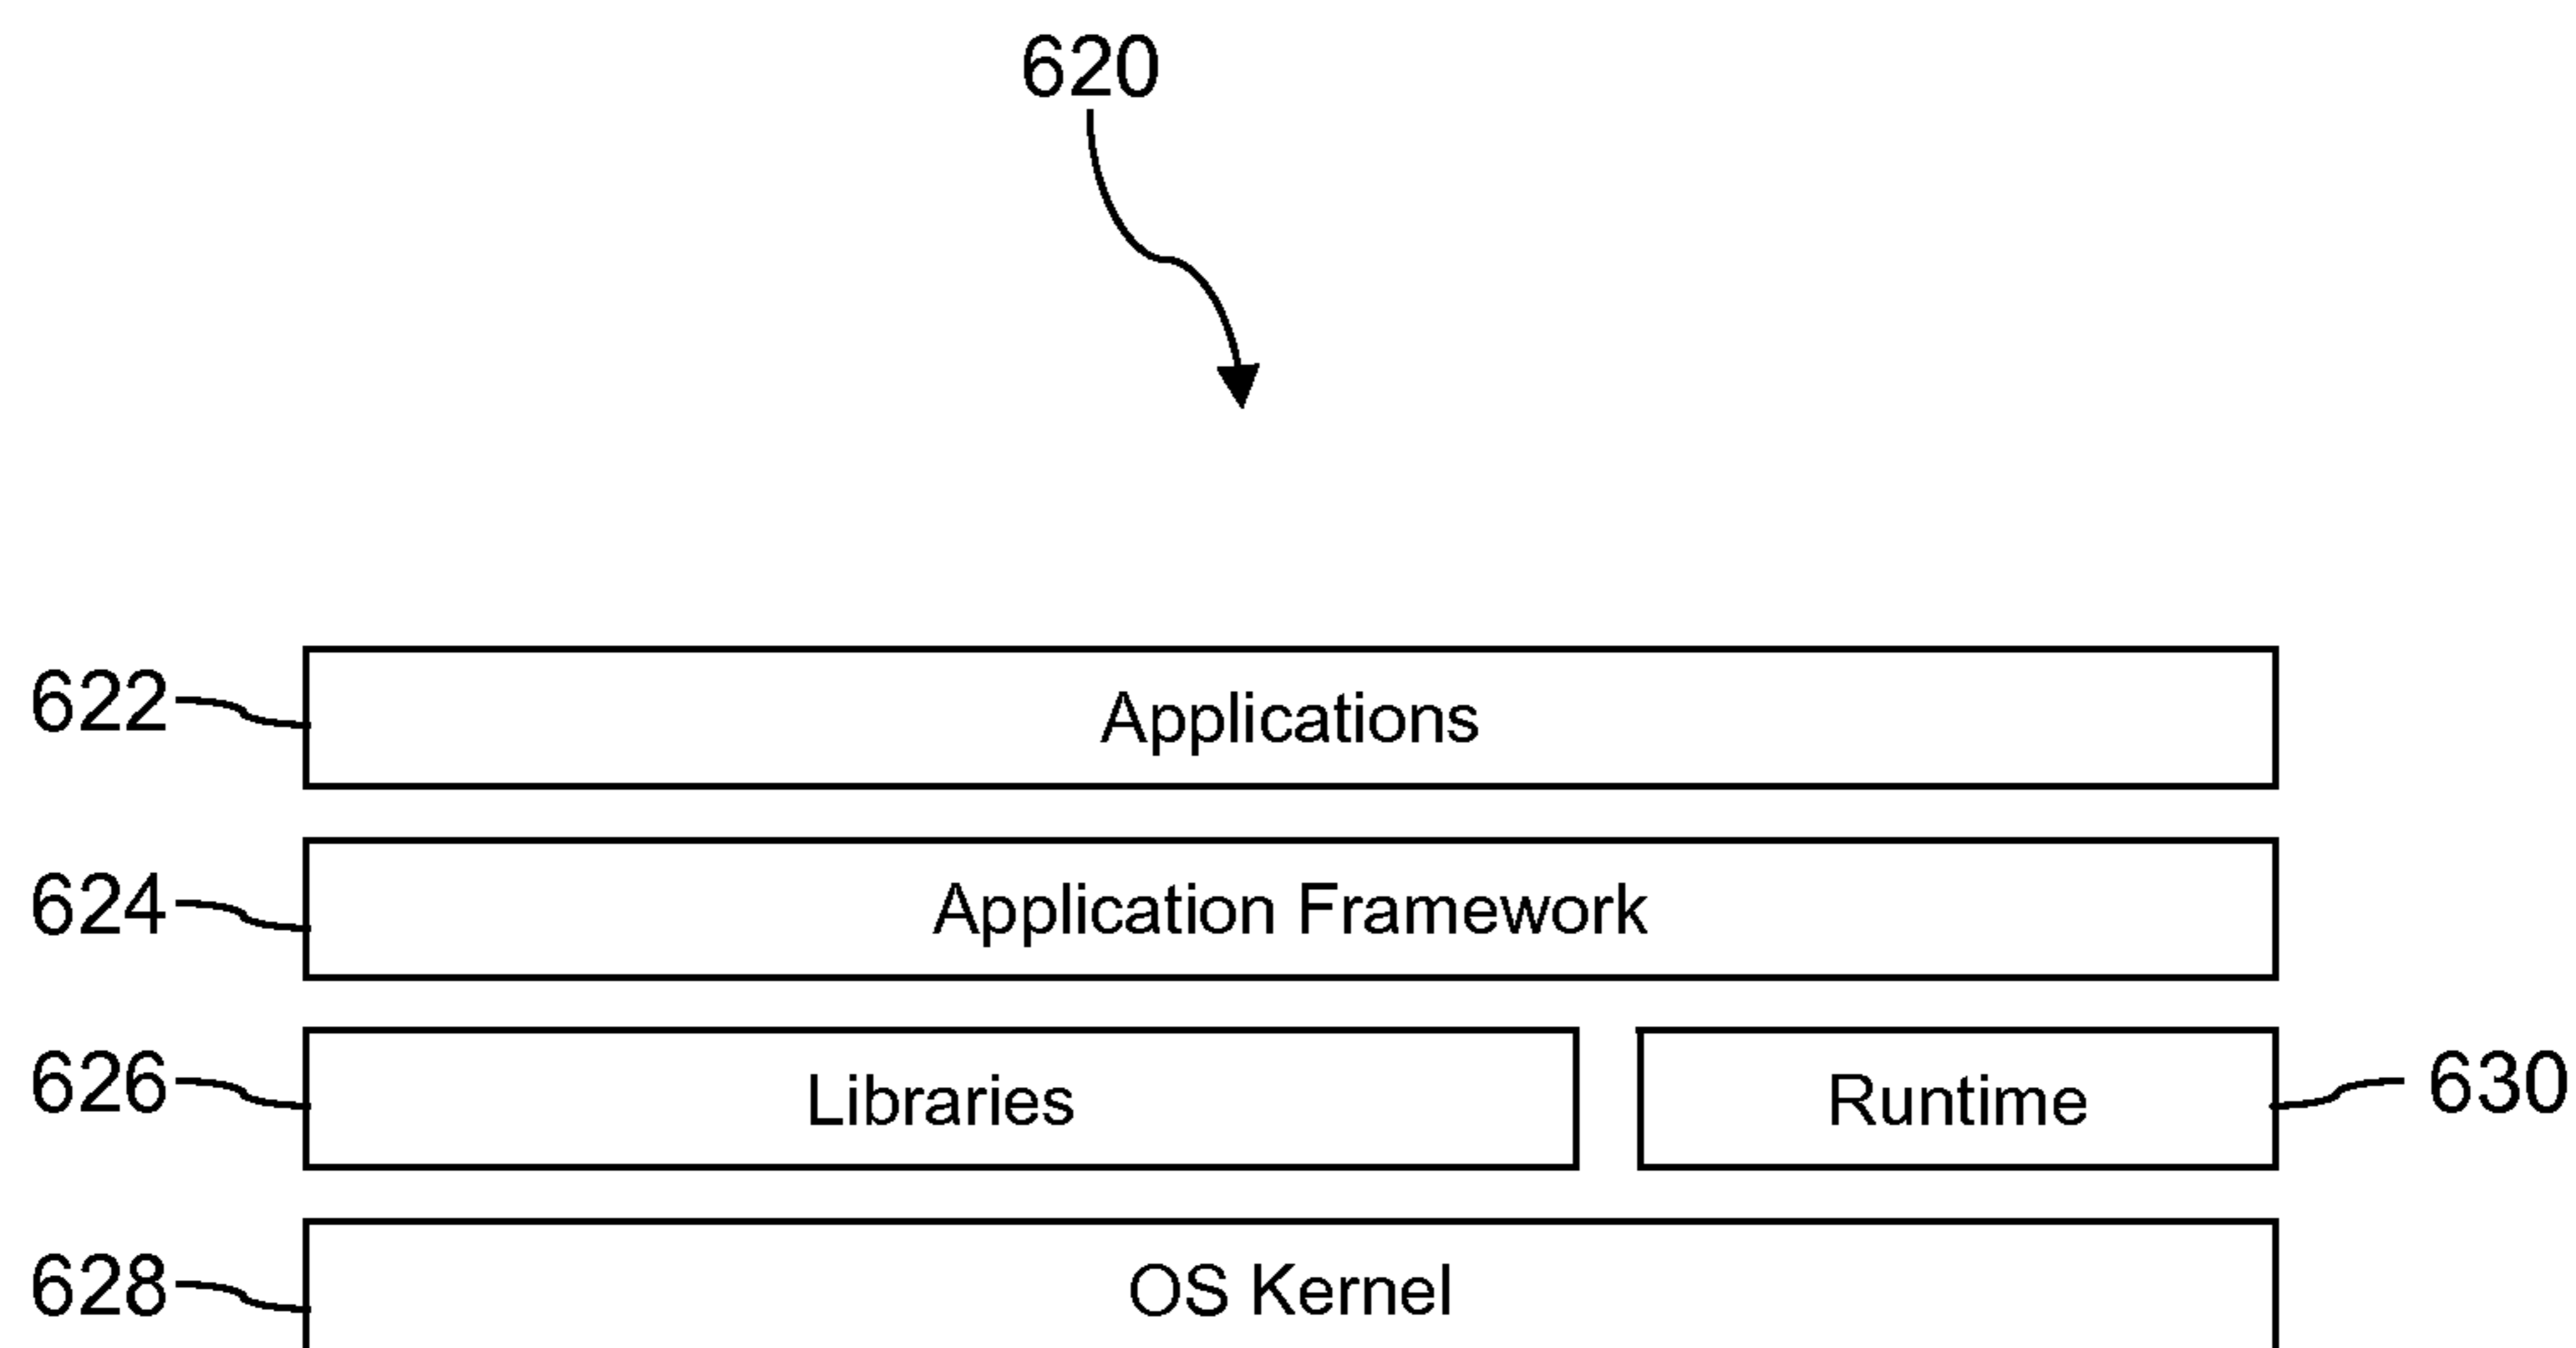 620
622 Applications
624 Application Framework
626 Libraries Runtime 630
628 OS Kernel